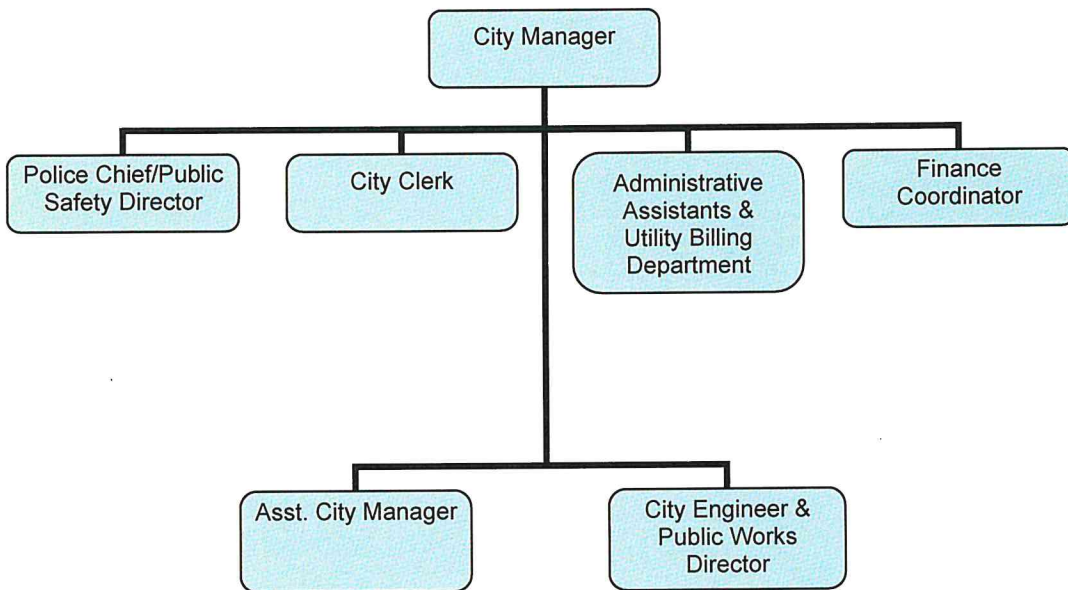 City Manager
Police Chief/Public
Safety Director
City Clerk
Administrative
Assistants &
Utility Billing
Department
Finance
Coordinator
Asst. City Manager
City Engineer &
Public Works
Director